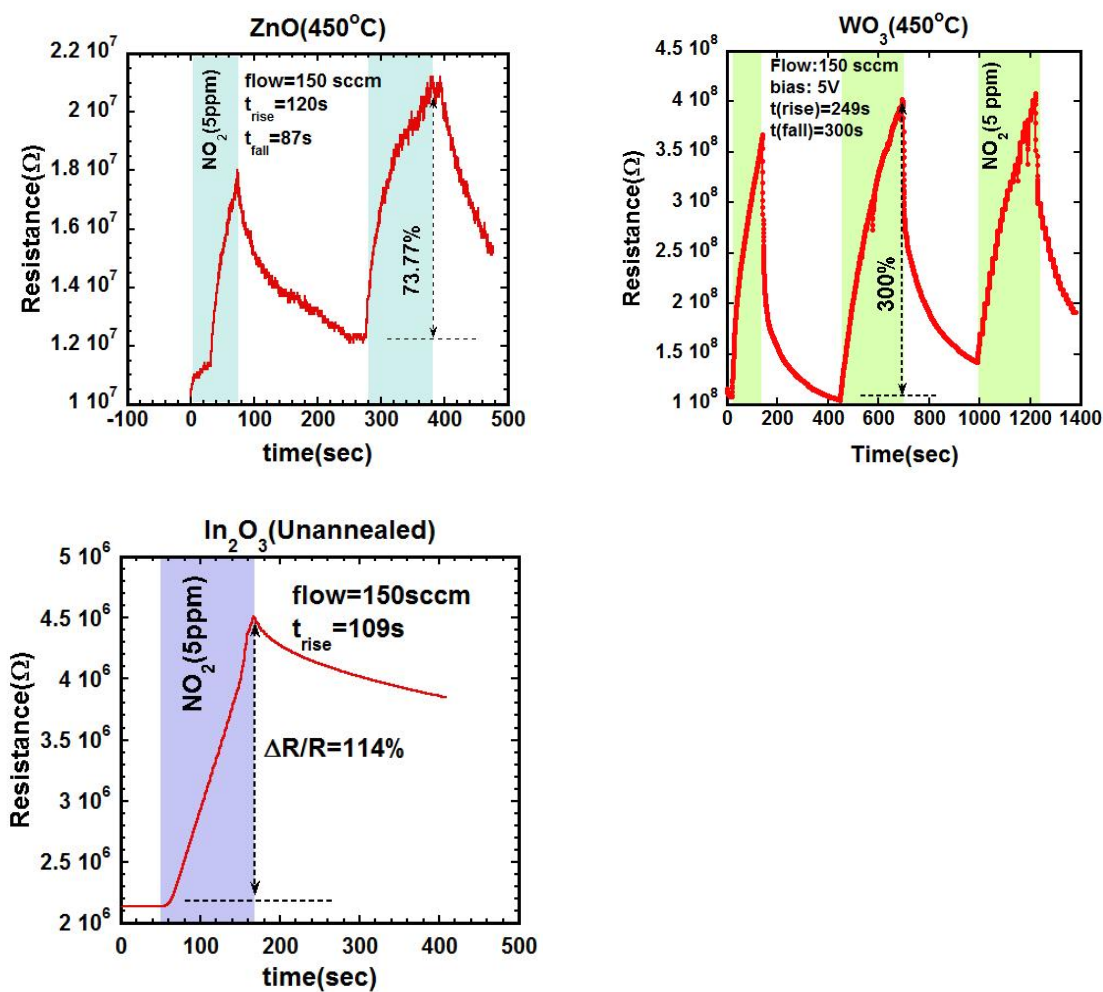 ZnO(450°C)
2.2 10⁷
2 10⁷
1.8 10⁷
1.6 10⁷
1.4 10⁷
1.2 10⁷
1 10⁷
Resistance(Ω)
NO₂(5ppm)
flow=150 sccm
t_rise=120s
t_fall=87s
73.77%
-100 0 100 200 300 400 500
time(sec)
WO₃(450°C)
4.5 10⁸
4 10⁸
3.5 10⁸
3 10⁸
2.5 10⁸
2 10⁸
1.5 10⁸
1 10⁸
Resistance(Ω)
Flow:150 sccm
bias: 5V
t(rise)=249s
t(fall)=300s
300%
NO₂(5 ppm)
0 200 400 600 800 1000 1200 1400
Time(sec)
In₂O₃(Unannealed)
5 10⁶
4.5 10⁶
4 10⁶
3.5 10⁶
3 10⁶
2.5 10⁶
2 10⁶
Resistance(Ω)
NO₂(5ppm)
flow=150sccm
t_rise=109s
ΔR/R=114%
0 100 200 300 400 500
time(sec)